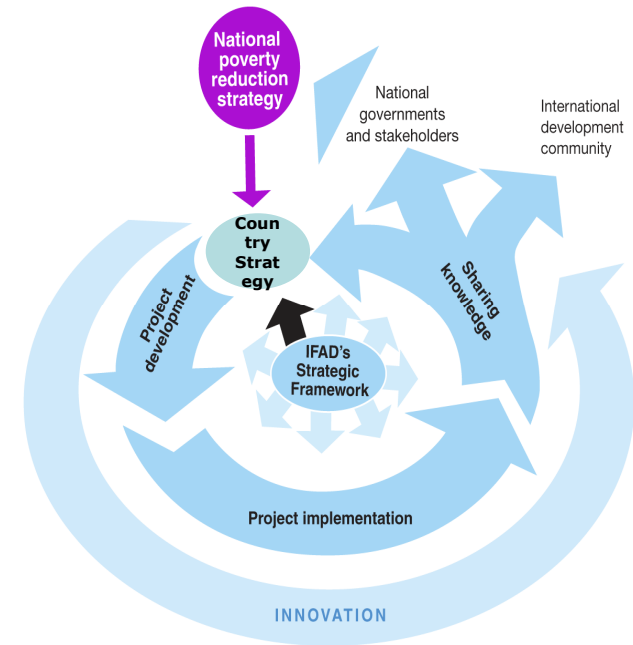 National
poverty
reduction
strategy
National
governments
and stakeholders
International
development
community
Coun
try
Strat
egy
Project
development
Sharing
knowledge
IFAD's
Strategic
Framework
Project implementation
INNOVATION